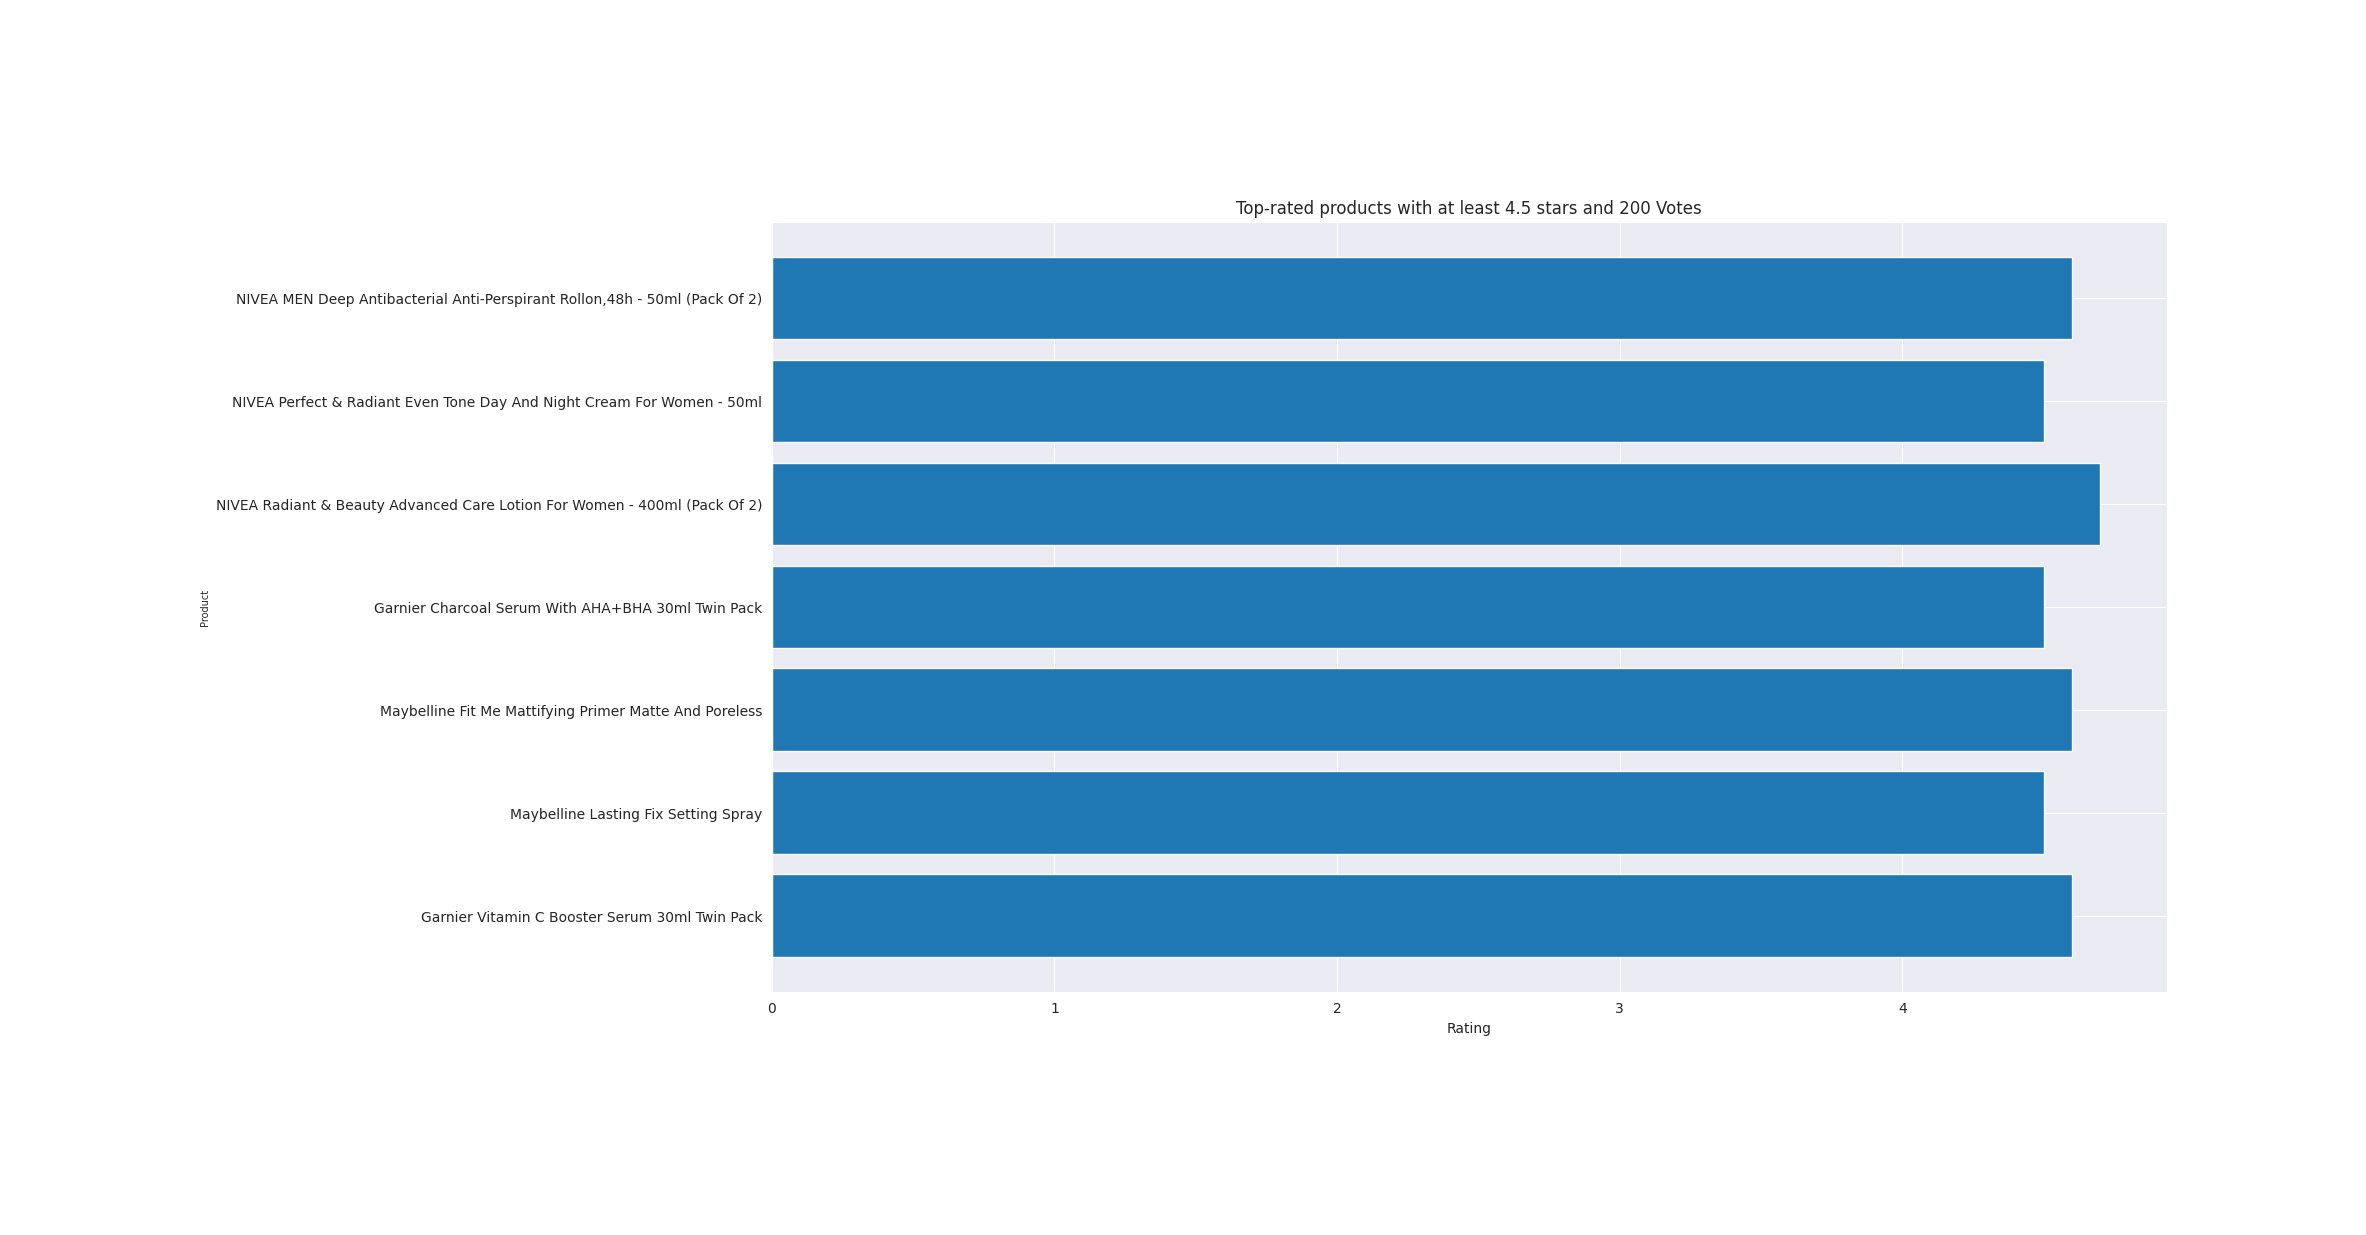 Top-rated products with at least 4.5 stars and 200 Votes
NIVEA MEN Deep Antibacterial Anti-Perspirant Rollon,48h - 50ml (Pack Of 2)
NIVEA Perfect & Radiant Even Tone Day And Night Cream For Women - 50ml
NIVEA Radiant & Beauty Advanced Care Lotion For Women - 400ml (Pack Of 2)
Garnier Charcoal Serum With AHA+BHA 30ml Twin Pack
Maybelline Fit Me Mattifying Primer Matte And Poreless
Maybelline Lasting Fix Setting Spray
Garnier Vitamin C Booster Serum 30ml Twin Pack
Product
0 1 2 3 4
Rating